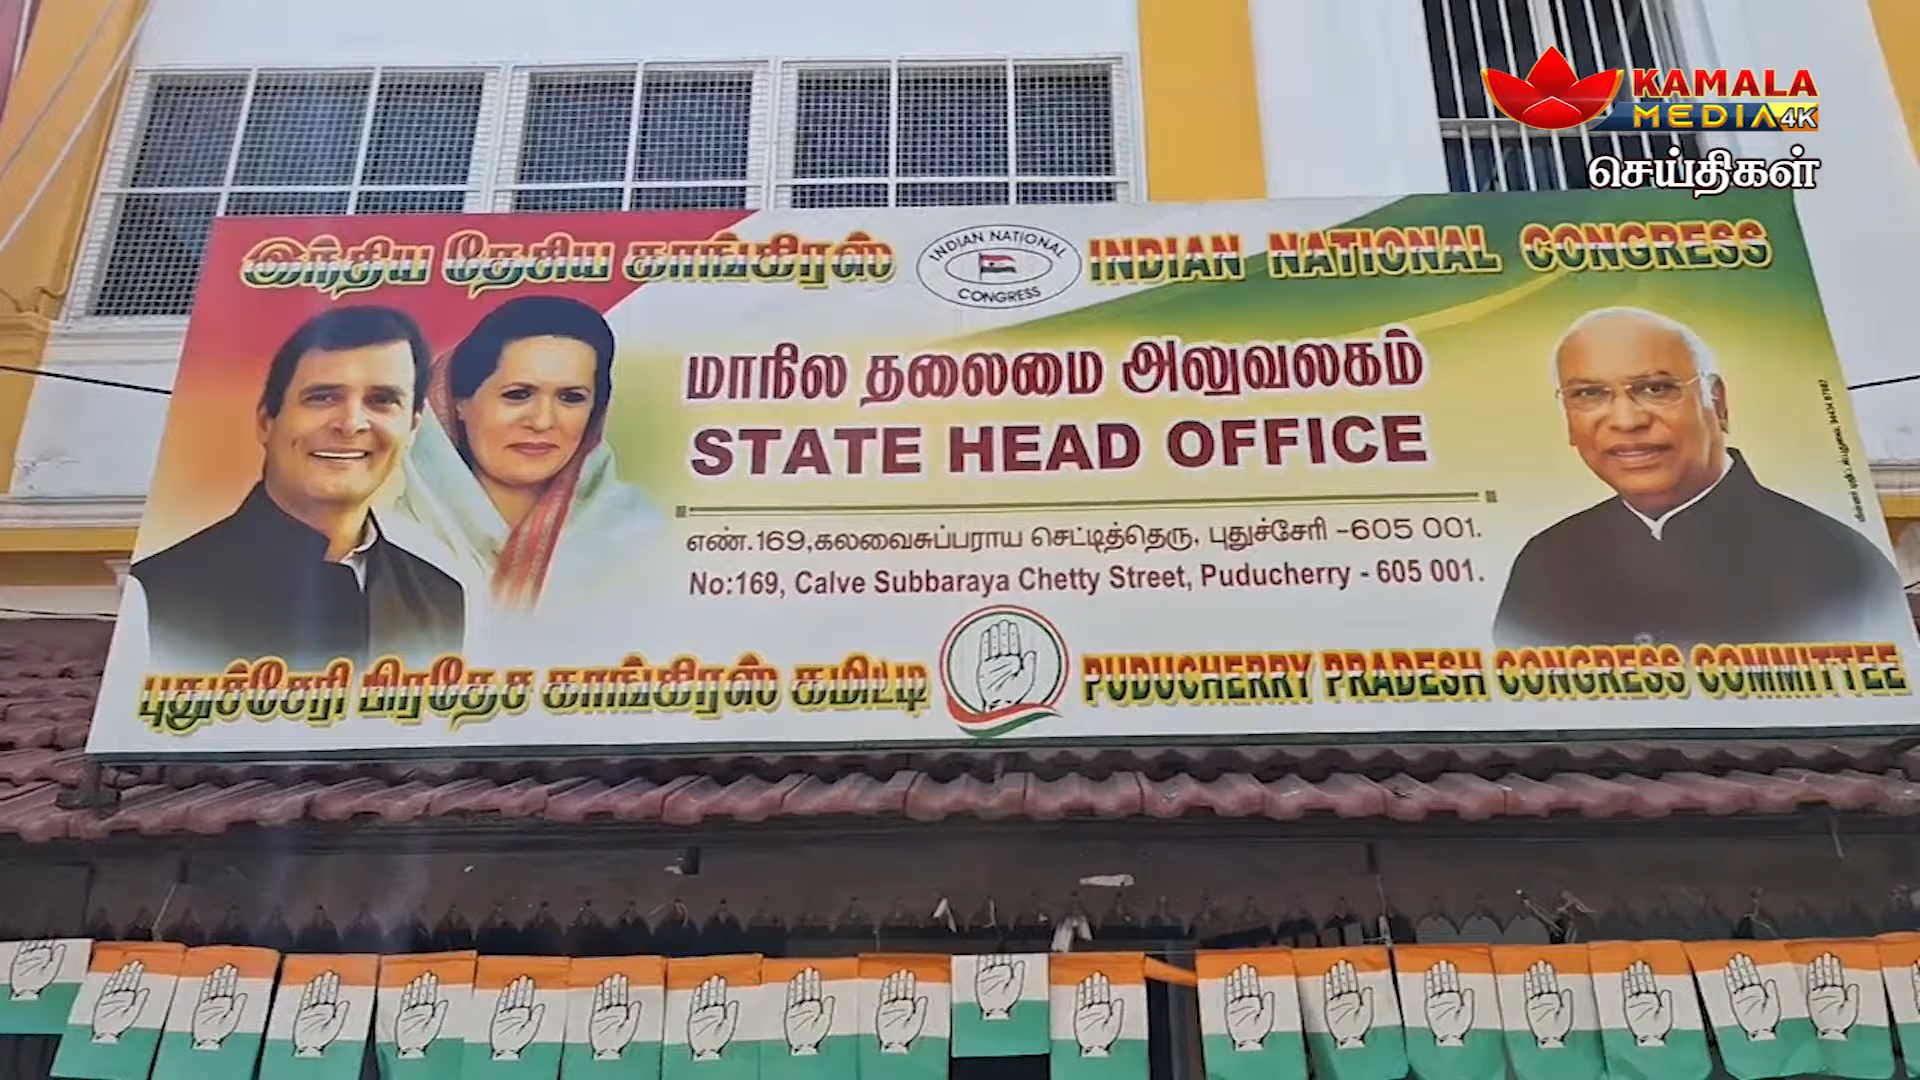 KAMALA
MEDIA 4K
செய்திகள்
இந்திய தேசிய காங்கிரஸ்
INDIAN NATIONAL CONGRESS
INDIAN NATIONAL CONGRESS
மாநில தலைமை அலுவலகம்
STATE HEAD OFFICE
எண்.169,கலவைசுப்பராய செட்டித்தெரு, புதுச்சேரி -605 001.
No:169, Calve Subbaraya Chetty Street, Puducherry - 605 001.
புதுச்சேரி பிரதேச காங்கிரஸ் கமிட்டி
PUDUCHERRY PRADESH CONGRESS COMMITTEE